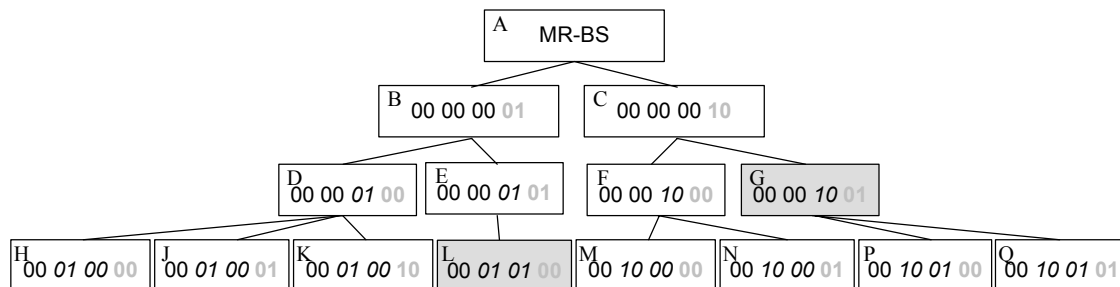 A MR-BS
B 00 00 00 01
C 00 00 00 10
D 00 00 01 00
E 00 00 01 01
F 00 00 10 00
G 00 00 10 01
H 00 01 00 00
J 00 01 00 01
K 00 01 00 10
L 00 01 01 00
M 00 10 00 00
N 00 10 00 01
P 00 10 01 00
Q 00 10 01 01